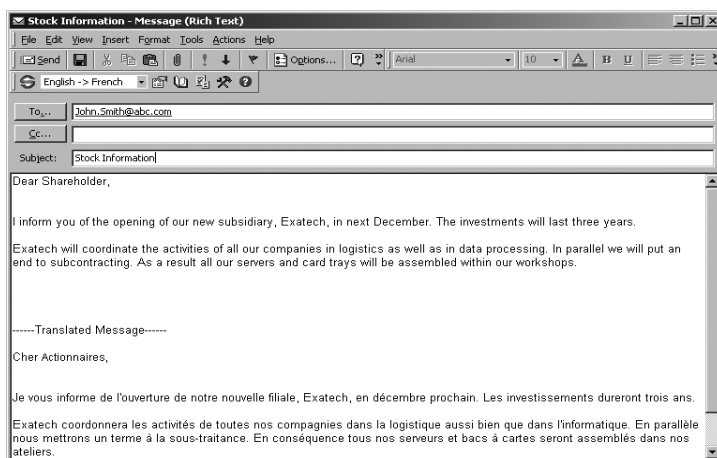 Stock Information - Message (Rich Text)
File Edit View Insert Format Tools Actions Help
Send Options... Arial 10 A B U
English -> French
To... John.Smith@abc.com
Cc...
Subject: Stock Information
Dear Shareholder,
I inform you of the opening of our new subsidiary, Exatech, in next December. The investments will last three years.
Exatech will coordinate the activities of all our companies in logistics as well as in data processing. In parallel we will put an
end to subcontracting. As a result all our servers and card trays will be assembled within our workshops.
------Translated Message------
Cher Actionnaires,
Je vous informe de l'ouverture de notre nouvelle filiale, Exatech, en décembre prochain. Les investissements dureront trois ans.
Exatech coordonnera les activités de toutes nos compagnies dans la logistique aussi bien que dans l'informatique. En parallèle
nous mettrons un terme à la sous-traitance. En conséquence tous nos serveurs et bacs à cartes seront assemblés dans nos
ateliers.